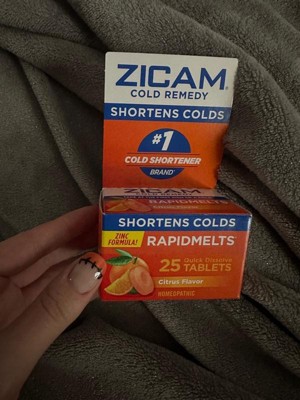 ZICAM®
COLD REMEDY
SHORTENS COLDS
#1
COLD SHORTENER
BRAND*
ZICAM
SHORTENS COLDS
ZINC
FORMULA!
RAPIDMELTS
25 Quick Dissolve
TABLETS
Citrus Flavor
HOMEOPATHIC